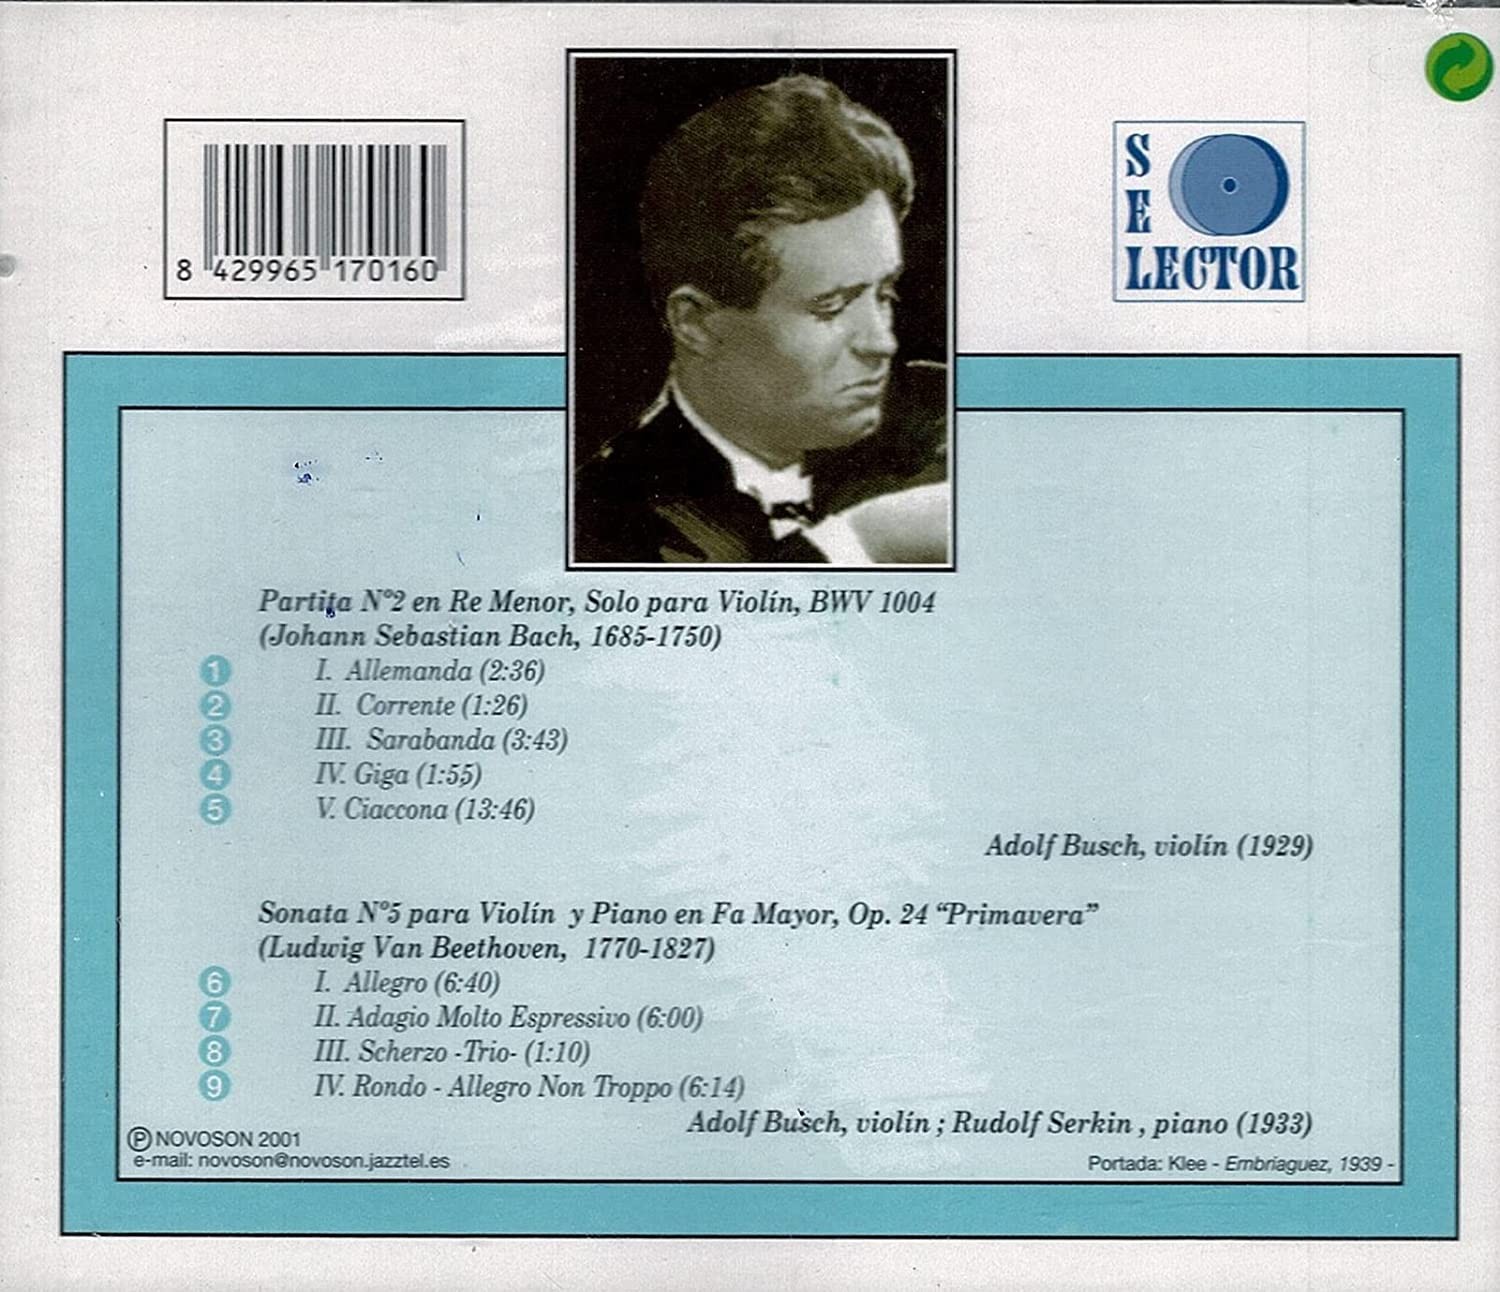 8 429965 170160
S
E
LECTOR
Partita Nº2 en Re Menor, Solo para Violín, BWV 1004
(Johann Sebastian Bach, 1685-1750)
1 I. Allemanda (2:36)
2 II. Corrente (1:26)
3 III. Sarabanda (3:43)
4 IV. Giga (1:55)
5 V. Ciaccona (13:46)
Adolf Busch, violín (1929)
Sonata Nº5 para Violín y Piano en Fa Mayor, Op. 24 “Primavera”
(Ludwig Van Beethoven, 1770-1827)
6 I. Allegro (6:40)
7 II. Adagio Molto Espressivo (6:00)
8 III. Scherzo -Trio- (1:10)
9 IV. Rondo - Allegro Non Troppo (6:14)
Adolf Busch, violín ; Rudolf Serkin , piano (1933)
Ⓟ NOVOSON 2001
e-mail: novoson@novoson.jazztel.es
Portada: Klee - Embriaguez, 1939 -